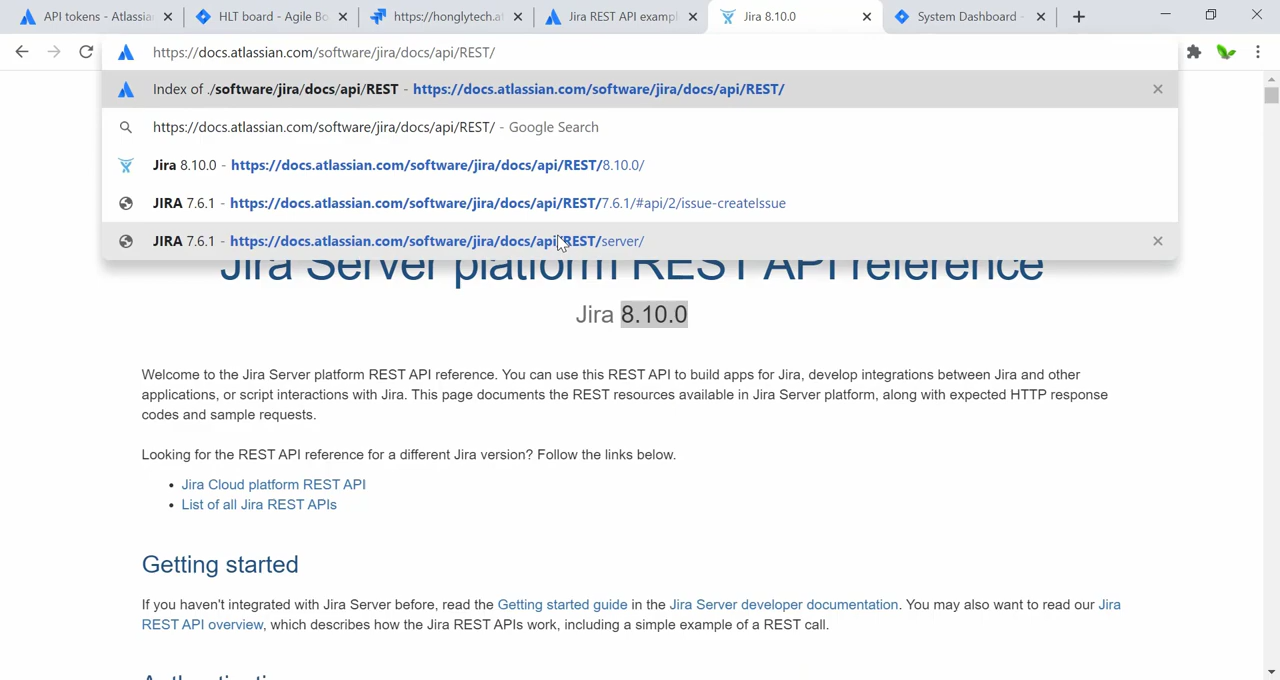 API tokens - Atlassia
HLT board - Agile Bo
https://honglytech.at
Jira REST API exampl
Jira 8.10.0
System Dashboard -
https://docs.atlassian.com/software/jira/docs/api/REST/
Index of ./software/jira/docs/api/REST - https://docs.atlassian.com/software/jira/docs/api/REST/
https://docs.atlassian.com/software/jira/docs/api/REST/ - Google Search
Jira 8.10.0 - https://docs.atlassian.com/software/jira/docs/api/REST/8.10.0/
JIRA 7.6.1 - https://docs.atlassian.com/software/jira/docs/api/REST/7.6.1/#api/2/issue-createIssue
JIRA 7.6.1 - https://docs.atlassian.com/software/jira/docs/api/REST/server/
Jira Server platform REST API reference
Jira 8.10.0
Welcome to the Jira Server platform REST API reference. You can use this REST API to build apps for Jira, develop integrations between Jira and other
applications, or script interactions with Jira. This page documents the REST resources available in Jira Server platform, along with expected HTTP response
codes and sample requests.
Looking for the REST API reference for a different Jira version? Follow the links below.
• Jira Cloud platform REST API
• List of all Jira REST APIs
Getting started
If you haven't integrated with Jira Server before, read the Getting started guide in the Jira Server developer documentation. You may also want to read our Jira
REST API overview, which describes how the Jira REST APIs work, including a simple example of a REST call.